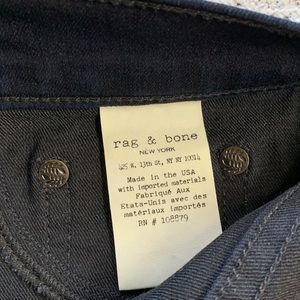 rag & bone
NEW YORK
425 W. 13th St, NY NY 10014
Made in the USA
with imported materials
Fabriqué Aux
Etats-Unis avec des
matériaux importés
RN # 108879